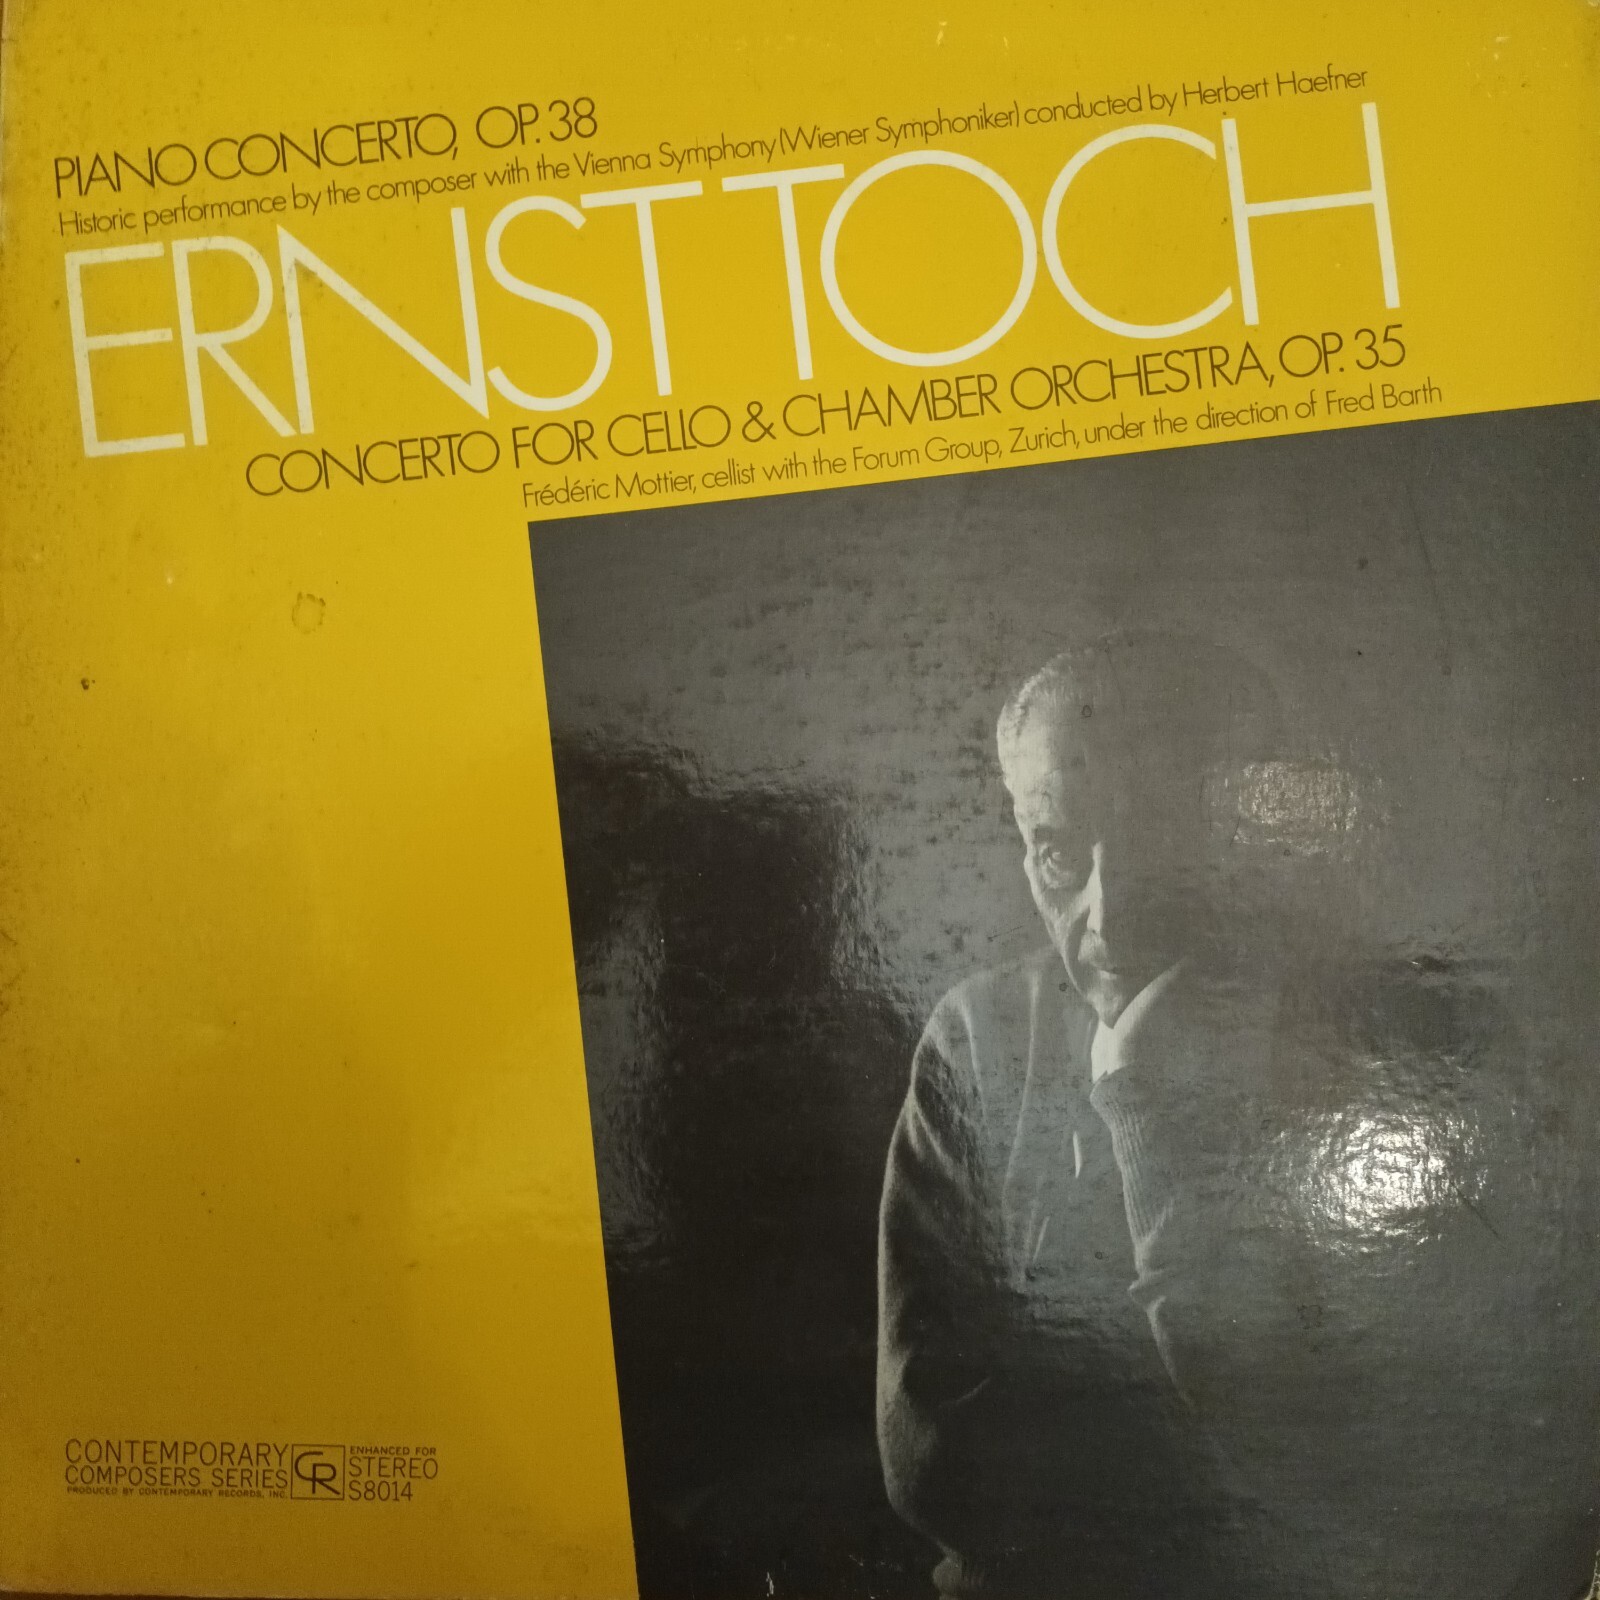 PIANO CONCERTO, OP. 38
Historic performance by the composer with the Vienna Symphony (Wiener Symphoniker) conducted by Herbert Haefner
ERNST TOCH
CONCERTO FOR CELLO & CHAMBER ORCHESTRA, OP. 35
Frédéric Mottier, cellist with the Forum Group, Zurich, under the direction of Fred Barth
CONTEMPORARY
COMPOSERS SERIES
PRODUCED BY CONTEMPORARY RECORDS, INC.
CR
ENHANCED FOR
STEREO
S8014